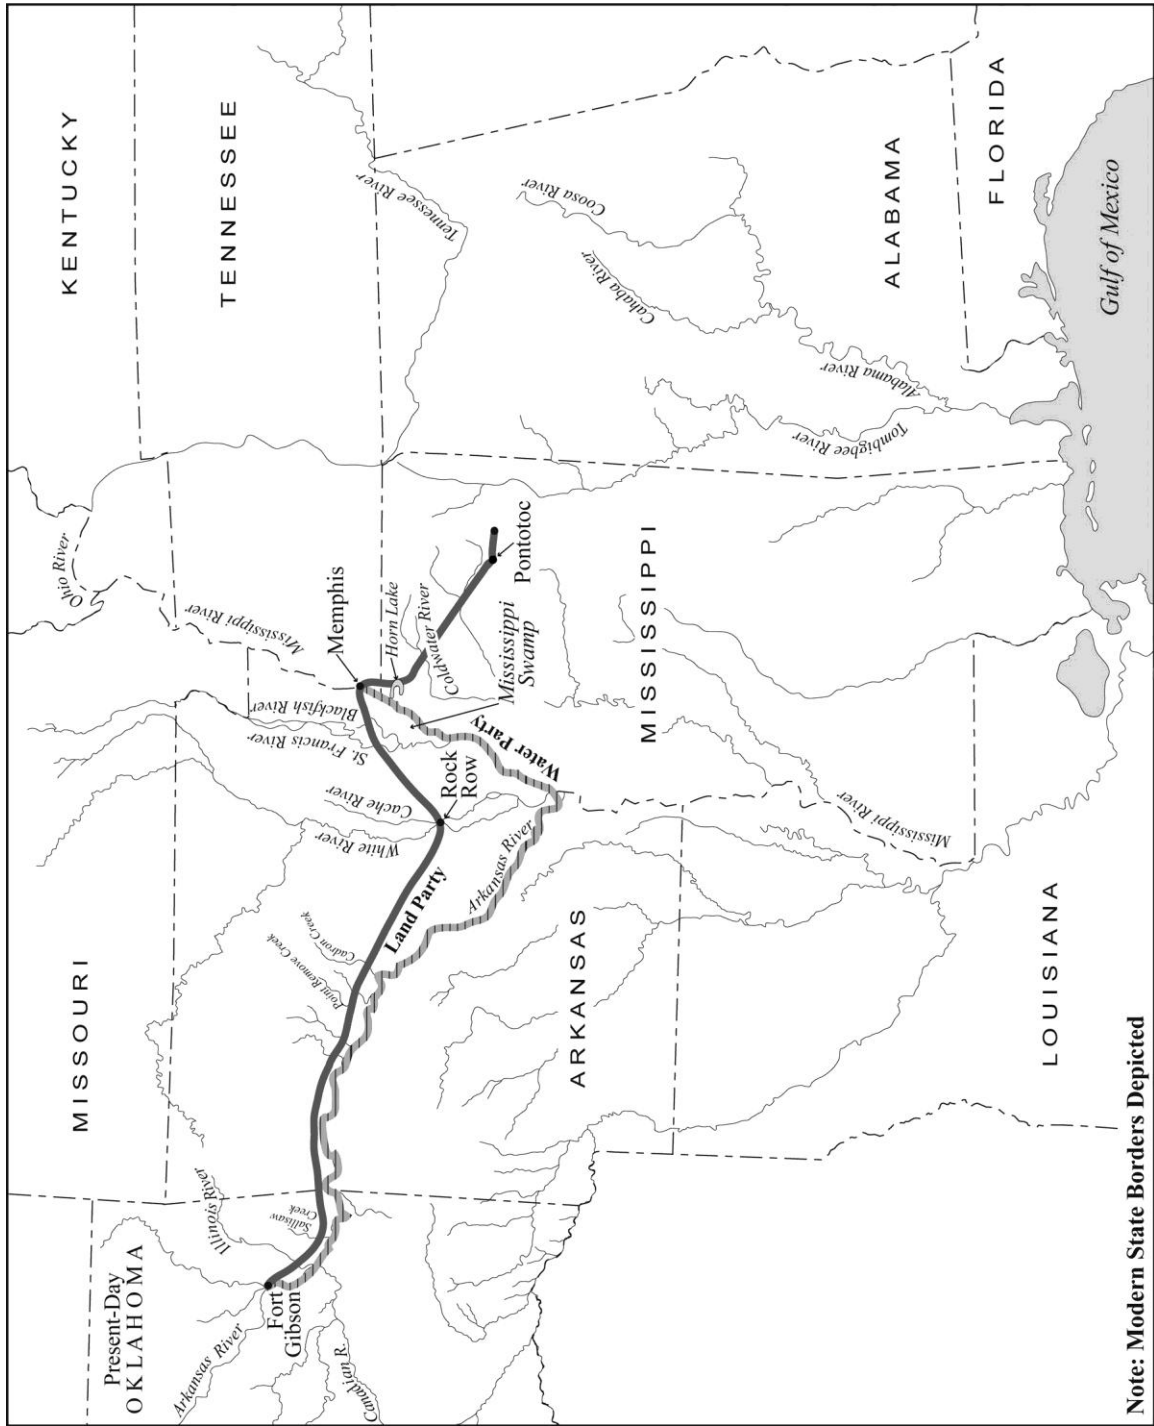 KENTUCKY
TENNESSEE
Ohio River
Mississippi River
Tennessee River
MISSOURI
Memphis
Horn Lake
Coldwater River
Mississippi
Swamp
Pontotoc
Blackfish River
St. Francis River
Cache River
White River
Rock
Row
Water Party
Land Party
Arkansas River
Cadron Creek
Point Remove Creek
Present-Day
OKLAHOMA
Illinois River
Sallisaw
Creek
Fort
Gibson
Arkansas River
Canadian R.
ARKANSAS
MISSISSIPPI
Mississippi River
Coosa River
Cahaba River
Alabama River
Tombigbee River
ALABAMA
FLORIDA
LOUISIANA
Gulf of Mexico
Note: Modern State Borders Depicted